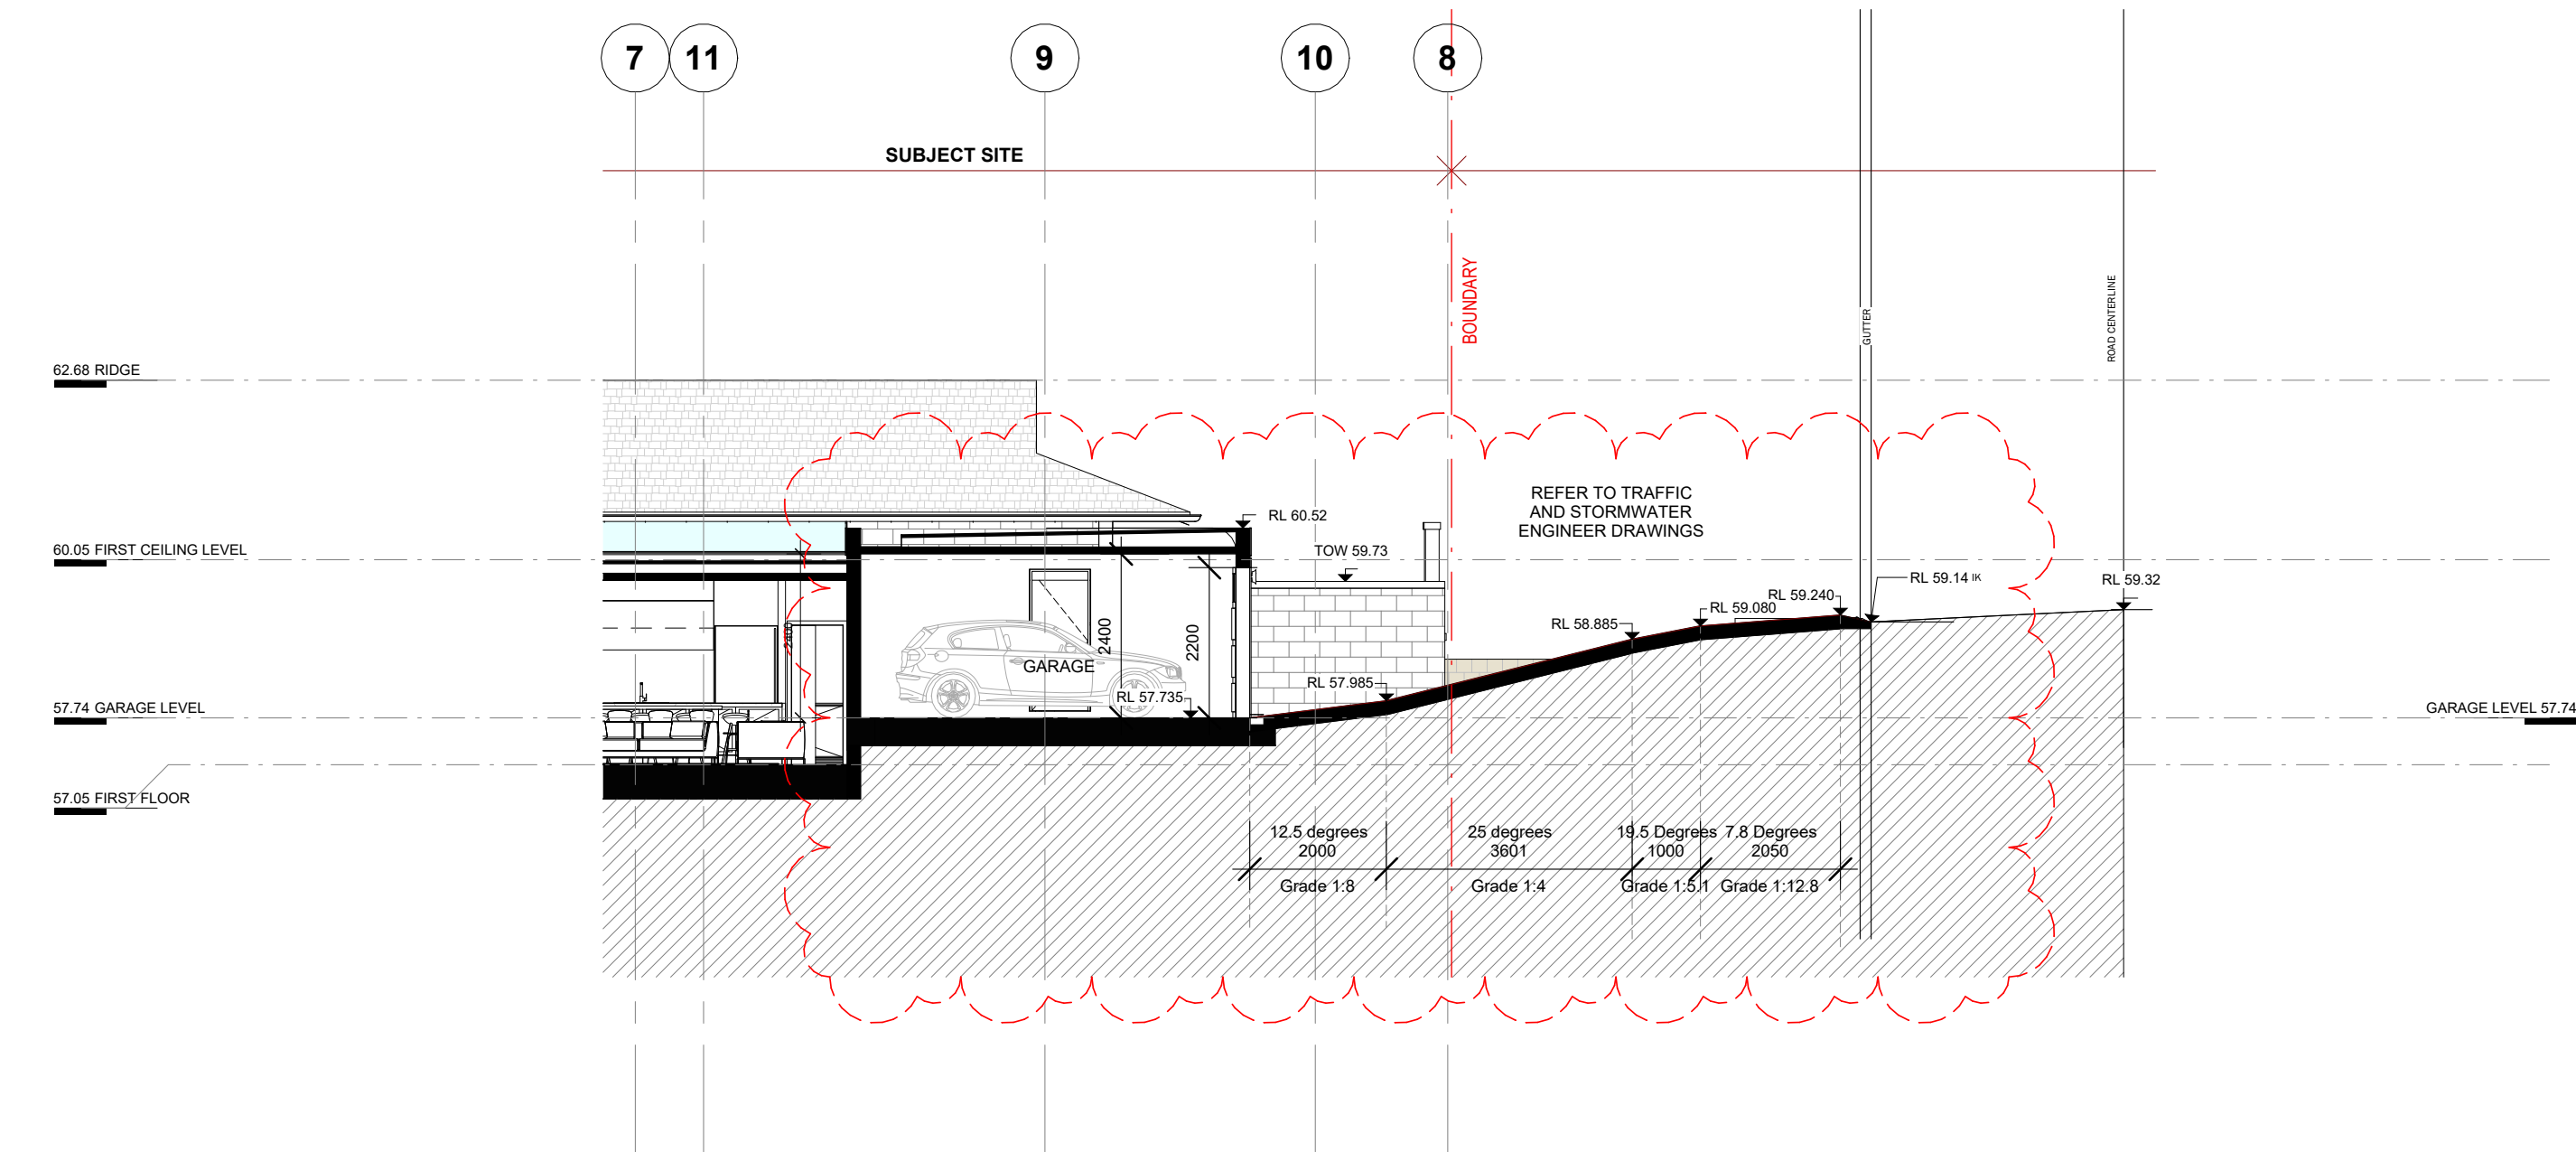 7
11
9
10
8
SUBJECT SITE
BOUNDARY
GUTTER
ROAD CENTERLINE
62.68 RIDGE
REFER TO TRAFFIC
AND STORMWATER
ENGINEER DRAWINGS
RL 60.52
60.05 FIRST CEILING LEVEL
TOW 59.73
RL 59.14 IK
RL 59.32
RL 59.240
RL 59.080
RL 58.885
2400
2400
2200
GARAGE
RL 57.985
RL 57.735
57.74 GARAGE LEVEL
GARAGE LEVEL 57.74
57.05 FIRST FLOOR
12.5 degrees
2000
Grade 1:8
25 degrees
3601
Grade 1:4
19.5 Degrees
1000
Grade 1:5.1
7.8 Degrees
2050
Grade 1:12.8